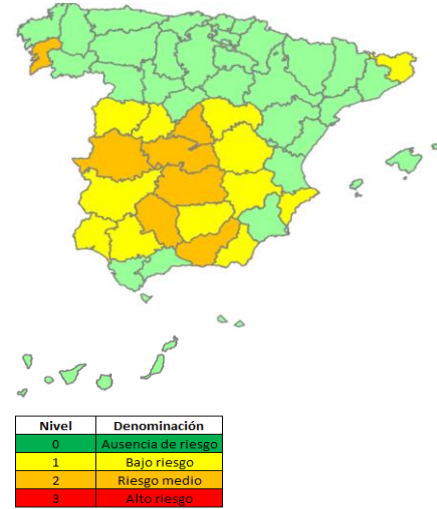 Nivel Denominación
0 Ausencia de riesgo
1 Bajo riesgo
2 Riesgo medio
3 Alto riesgo